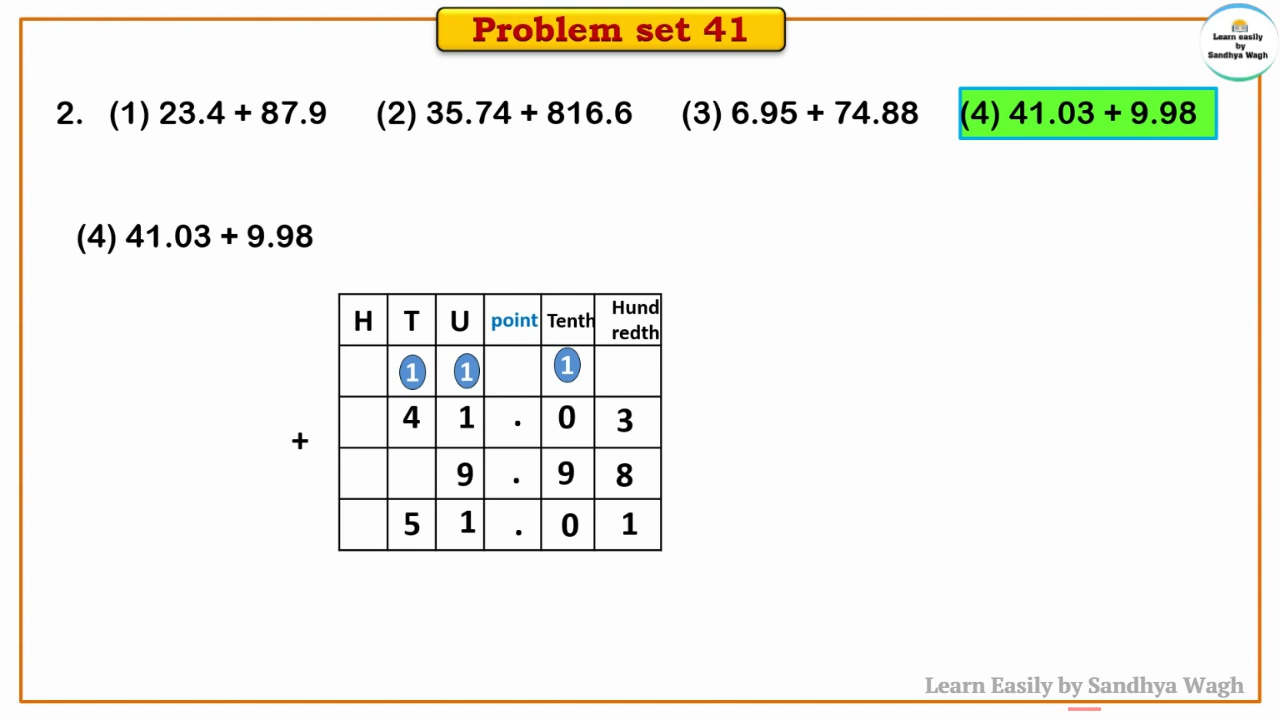 Problem set 41
Learn easily
by
Sandhya Wagh
2. (1) 23.4 + 87.9 (2) 35.74 + 816.6 (3) 6.95 + 74.88 (4) 41.03 + 9.98
(4) 41.03 + 9.98
H T U point Tenth Hund
redth
1 1 1
4 1 . 0 3
+
9 . 9 8
5 1 . 0 1
Learn Easily by Sandhya Wagh